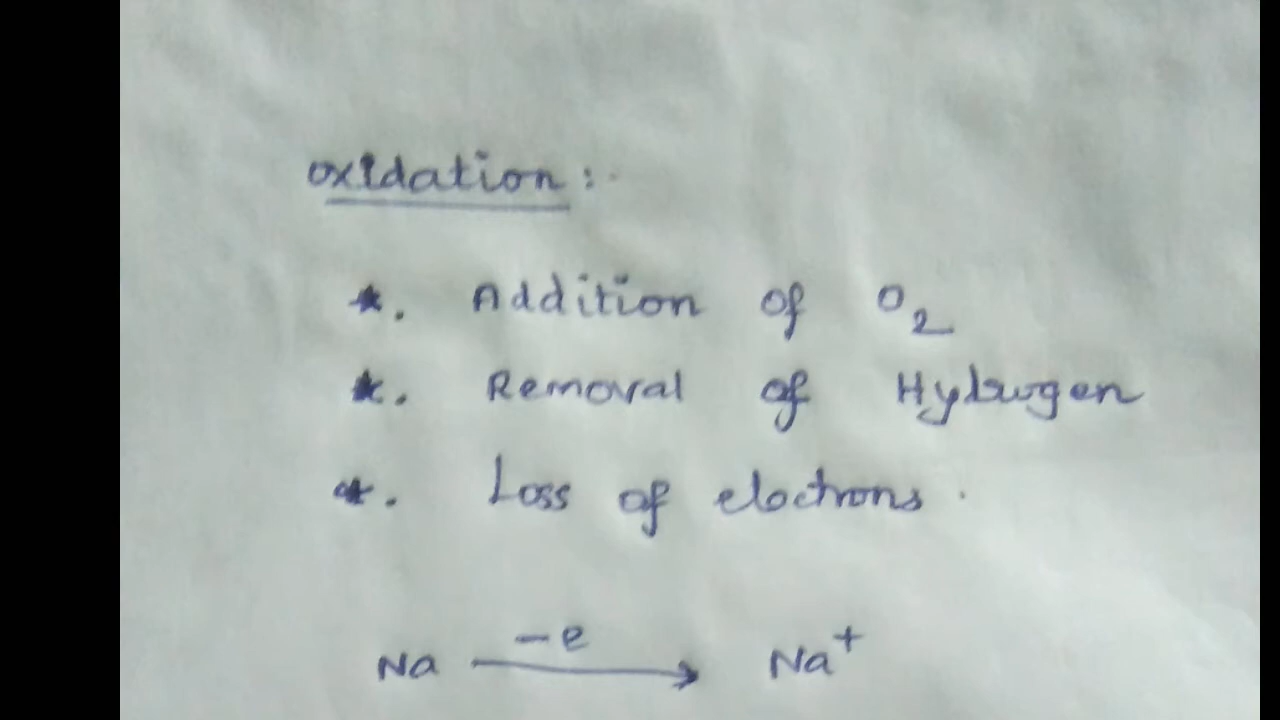 oxidation :
*. Addition of O₂
*. Removal of Hydrogen
*. Loss of electrons.
Na —e→ Na⁺